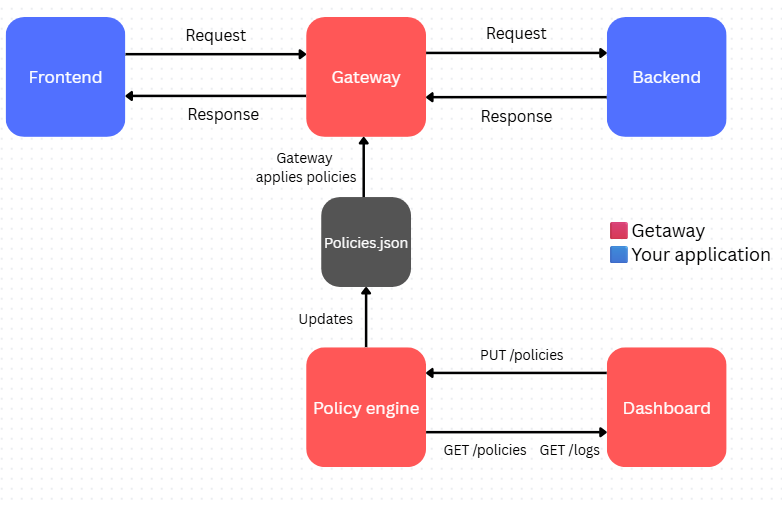 Request
Request
Frontend
Gateway
Backend
Response
Response
Gateway
applies policies
Policies.json
Getaway
Your application
Updates
PUT /policies
Policy engine
Dashboard
GET /policies GET /logs